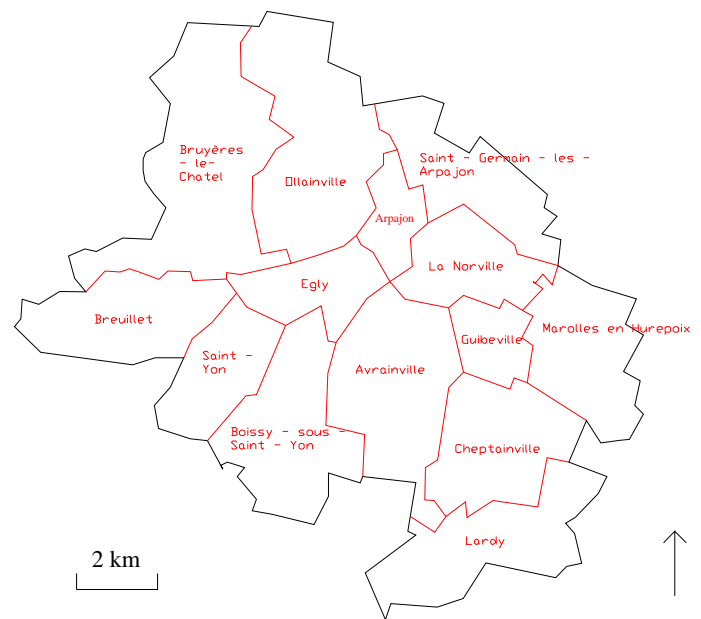 Bruyères
- le-
Chatel
Saint - Germain - les -
Arpajon
Ollainville
Arpajon
La Norville
Egly
Breuillet
Marolles en Hurepoix
Guibeville
Saint -
Yon
Avrainville
Boissy - sous -
Saint - Yon
Cheptainville
Lardy
2 km